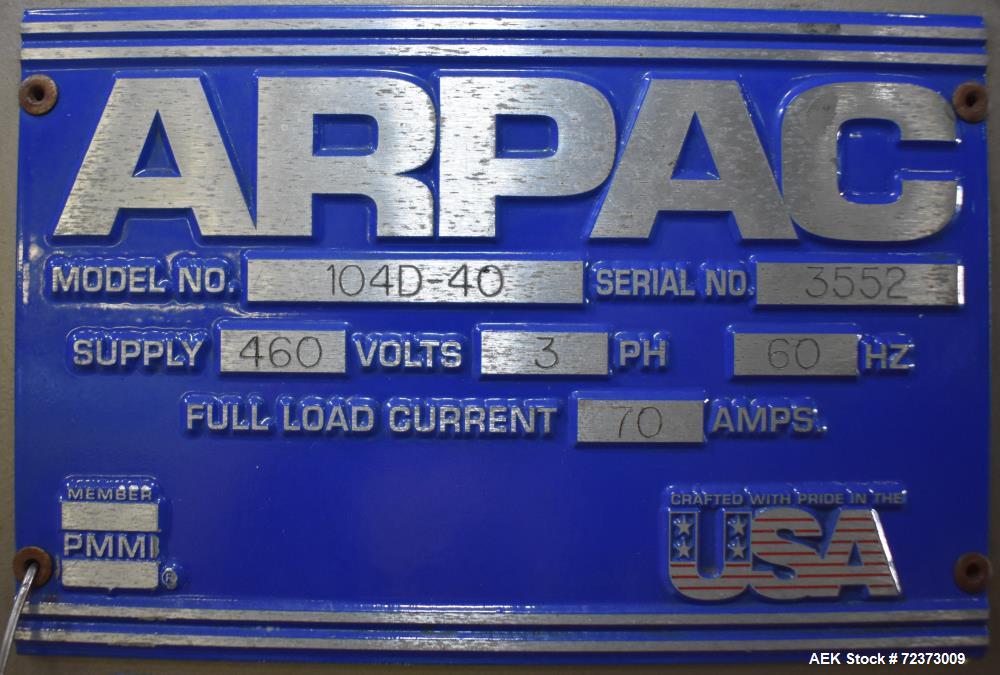 ARPAC
MODEL NO. 104D-40 SERIAL NO. 3552
SUPPLY 460 VOLTS 3 PH 60 HZ
FULL LOAD CURRENT 70 AMPS.
MEMBER
PMMI
®
CRAFTED WITH PRIDE IN THE
USA
AEK Stock # 72373009